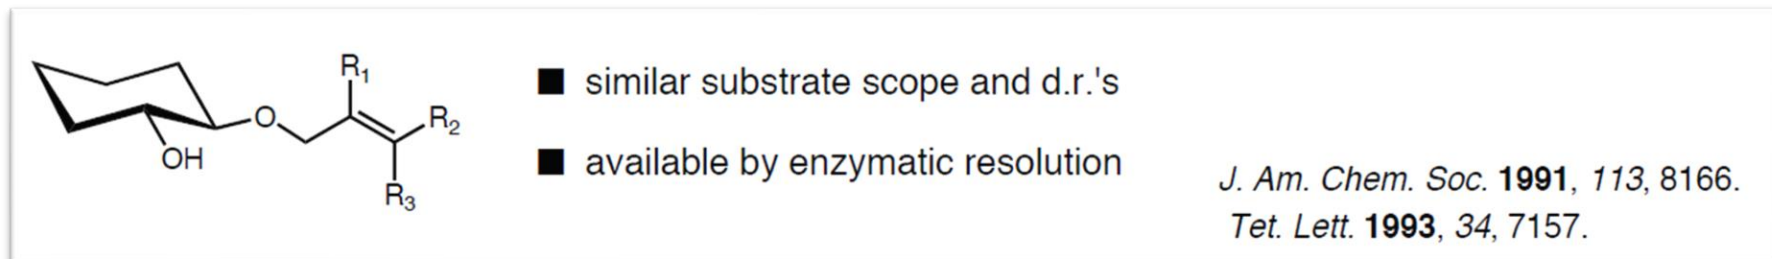 R1
O
R2
OH
R3
■ similar substrate scope and d.r.'s
■ available by enzymatic resolution
J. Am. Chem. Soc. 1991, 113, 8166.
Tet. Lett. 1993, 34, 7157.